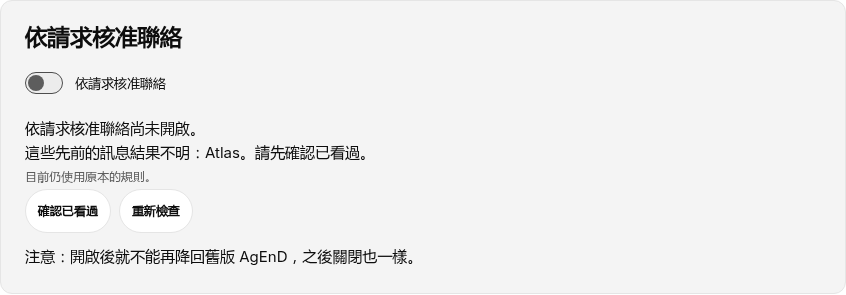 依請求核准聯絡
依請求核准聯絡
依請求核准聯絡尚未開啟。
這些先前的訊息結果不明：Atlas。請先確認已看過。
目前仍使用原本的規則。
確認已看過 重新檢查
注意：開啟後就不能再降回舊版 AgEnD，之後關閉也一樣。